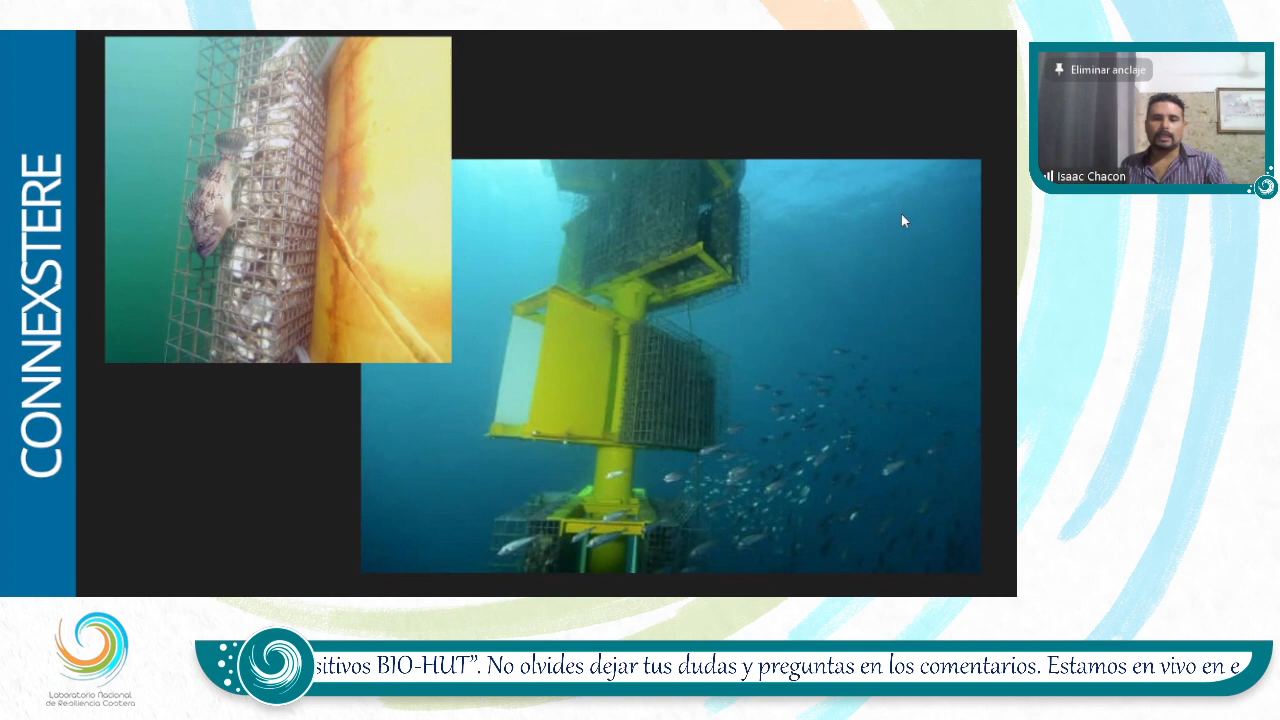 CONNEXSTERE
Eliminar anclaje
Isaac Chacon
Laboratorio Nacional
de Resiliencia Costera
sitivos BIO-HUT”. No olvides dejar tus dudas y preguntas en los comentarios. Estamos en vivo en e